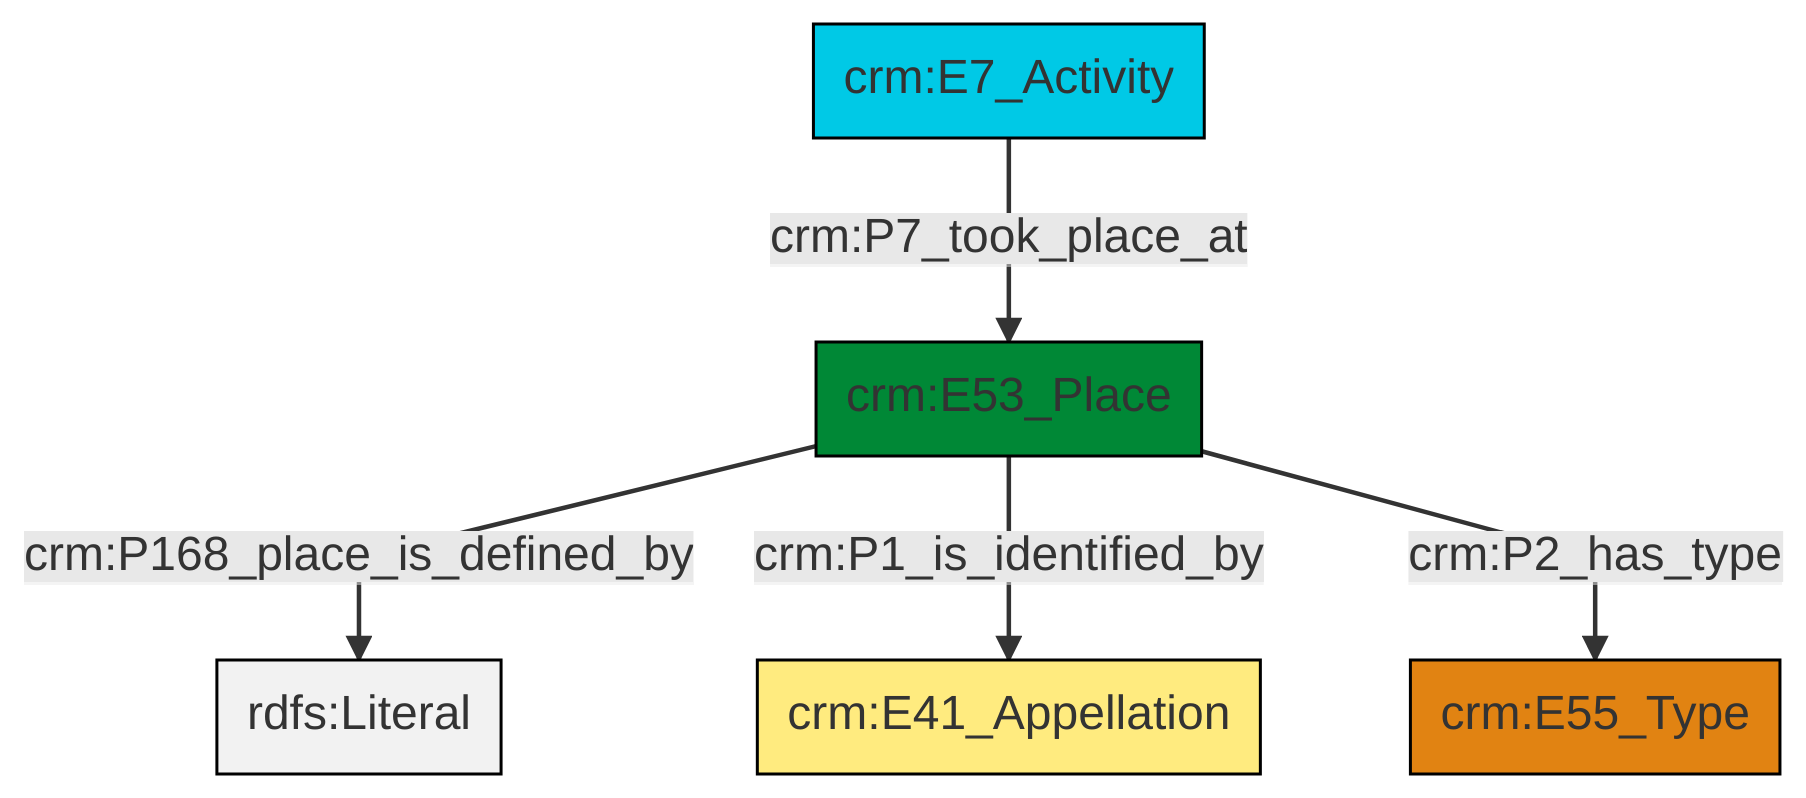 crm:E7_Activity
crm:P7_took_place_at
crm:E53_Place
crm:P168_place_is_defined_by
crm:P1_is_identified_by
crm:P2_has_type
rdfs:Literal
crm:E41_Appellation
crm:E55_Type